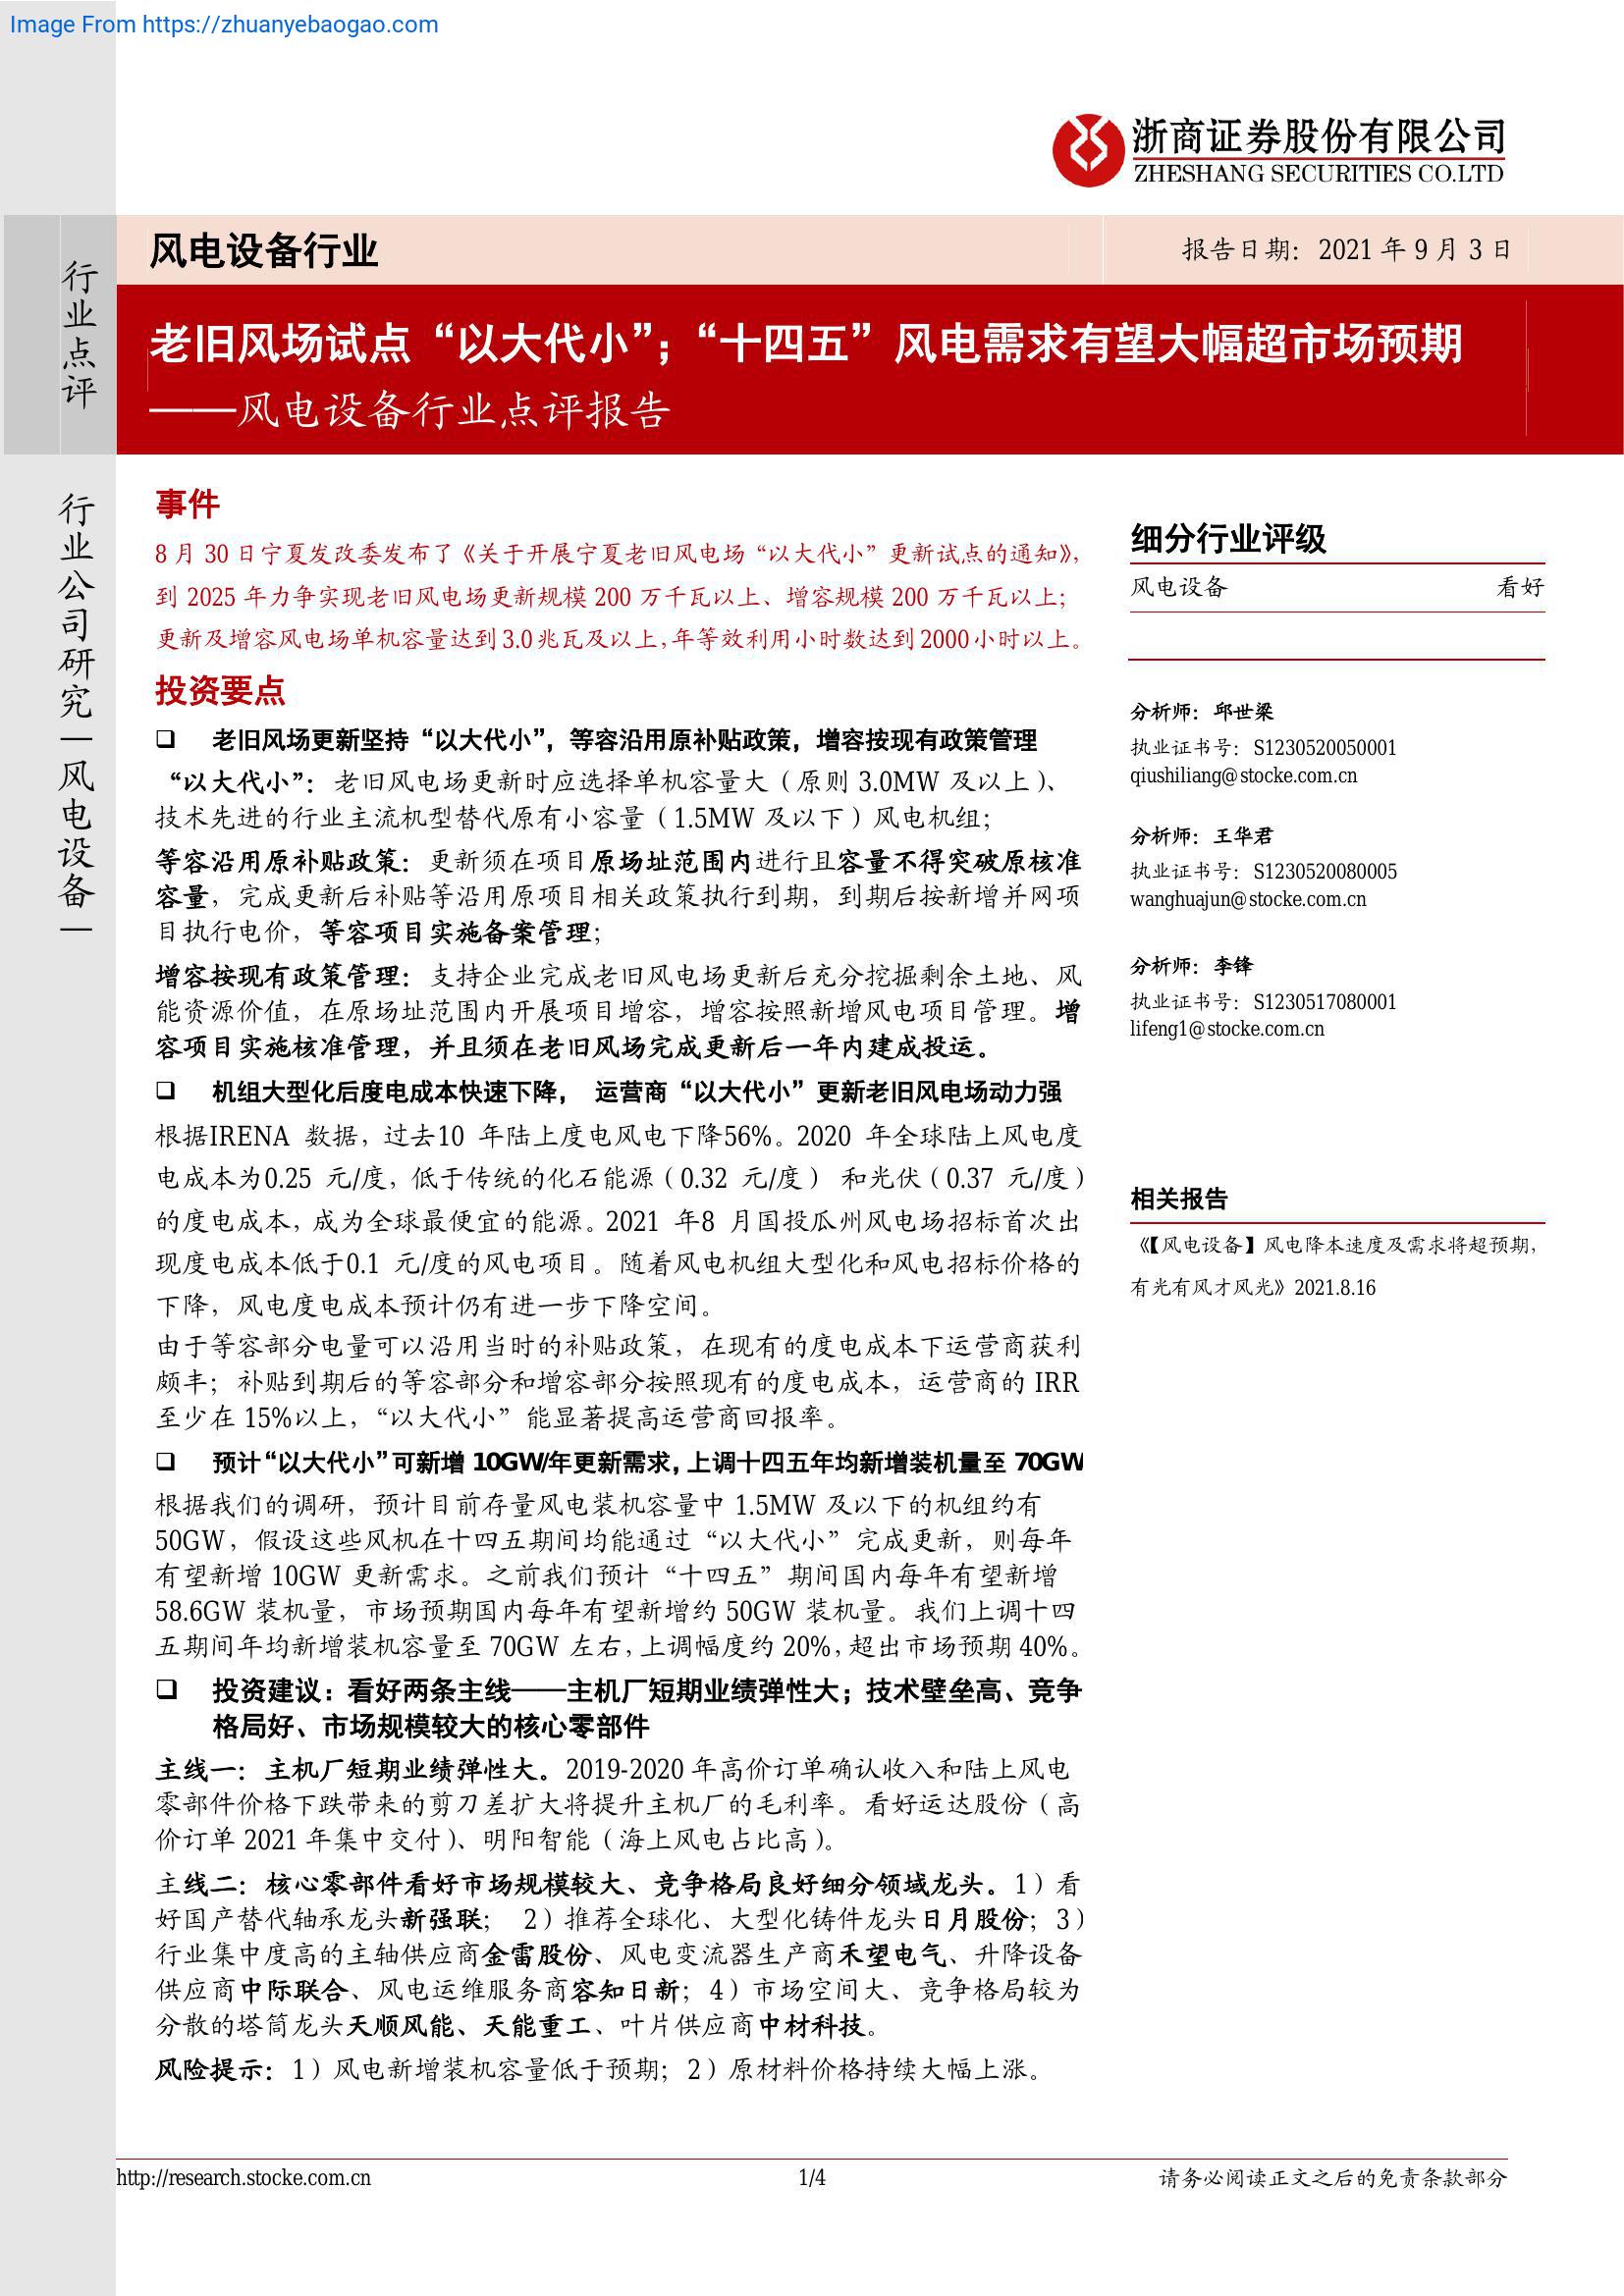 Image From https://zhuanyebaogao.com
浙商证券股份有限公司
ZHESHANG SECURITIES CO.LTD
行业点评
风电设备行业
报告日期：2021 年 9 月 3 日
老旧风场试点“以大代小”；“十四五”风电需求有望大幅超市场预期
——风电设备行业点评报告
行业公司研究—风电设备—
事件
8 月 30 日宁夏发改委发布了《关于开展宁夏老旧风电场“以大代小”更新试点的通知》，
到 2025 年力争实现老旧风电场更新规模 200 万千瓦以上、增容规模 200 万千瓦以上；
更新及增容风电场单机容量达到 3.0 兆瓦及以上，年等效利用小时数达到 2000 小时以上。
投资要点
❑ 老旧风场更新坚持“以大代小”，等容沿用原补贴政策，增容按现有政策管理
“以大代小”：老旧风电场更新时应选择单机容量大（原则 3.0MW 及以上）、
技术先进的行业主流机型替代原有小容量（1.5MW 及以下）风电机组；
等容沿用原补贴政策：更新须在项目原场址范围内进行且容量不得突破原核准
容量，完成更新后补贴等沿用原项目相关政策执行到期，到期后按新增并网项
目执行电价，等容项目实施备案管理；
增容按现有政策管理：支持企业完成老旧风电场更新后充分挖掘剩余土地、风
能资源价值，在原场址范围内开展项目增容，增容按照新增风电项目管理。增
容项目实施核准管理，并且须在老旧风场完成更新后一年内建成投运。
❑ 机组大型化后度电成本快速下降， 运营商“以大代小”更新老旧风电场动力强
根据IRENA 数据，过去10 年陆上度电风电下降56%。2020 年全球陆上风电度
电成本为0.25 元/度，低于传统的化石能源（0.32 元/度） 和光伏（0.37 元/度）
的度电成本，成为全球最便宜的能源。2021 年8 月国投瓜州风电场招标首次出
现度电成本低于0.1 元/度的风电项目。随着风电机组大型化和风电招标价格的
下降，风电度电成本预计仍有进一步下降空间。
由于等容部分电量可以沿用当时的补贴政策，在现有的度电成本下运营商获利
颇丰；补贴到期后的等容部分和增容部分按照现有的度电成本，运营商的 IRR
至少在 15%以上，“以大代小”能显著提高运营商回报率。
❑ 预计“以大代小”可新增 10GW/年更新需求，上调十四五年均新增装机量至 70GW
根据我们的调研，预计目前存量风电装机容量中 1.5MW 及以下的机组约有
50GW，假设这些风机在十四五期间均能通过“以大代小”完成更新，则每年
有望新增 10GW 更新需求。之前我们预计“十四五”期间国内每年有望新增
58.6GW 装机量，市场预期国内每年有望新增约 50GW 装机量。我们上调十四
五期间年均新增装机容量至 70GW 左右，上调幅度约 20%，超出市场预期 40%。
❑ 投资建议：看好两条主线——主机厂短期业绩弹性大；技术壁垒高、竞争
格局好、市场规模较大的核心零部件
主线一：主机厂短期业绩弹性大。2019-2020 年高价订单确认收入和陆上风电
零部件价格下跌带来的剪刀差扩大将提升主机厂的毛利率。看好运达股份（高
价订单 2021 年集中交付）、明阳智能（海上风电占比高）。
主线二：核心零部件看好市场规模较大、竞争格局良好细分领域龙头。1）看
好国产替代轴承龙头新强联； 2）推荐全球化、大型化铸件龙头日月股份；3）
行业集中度高的主轴供应商金雷股份、风电变流器生产商禾望电气、升降设备
供应商中际联合、风电运维服务商容知日新；4）市场空间大、竞争格局较为
分散的塔筒龙头天顺风能、天能重工、叶片供应商中材科技。
风险提示：1）风电新增装机容量低于预期；2）原材料价格持续大幅上涨。
细分行业评级
风电设备 看好
分析师：邱世梁
执业证书号：S1230520050001
qiushiliang@stocke.com.cn
分析师：王华君
执业证书号：S1230520080005
wanghuajun@stocke.com.cn
分析师：李锋
执业证书号：S1230517080001
lifeng1@stocke.com.cn
相关报告
《【风电设备】风电降本速度及需求将超预期，
有光有风才风光》2021.8.16
http://research.stocke.com.cn
1/4
请务必阅读正文之后的免责条款部分